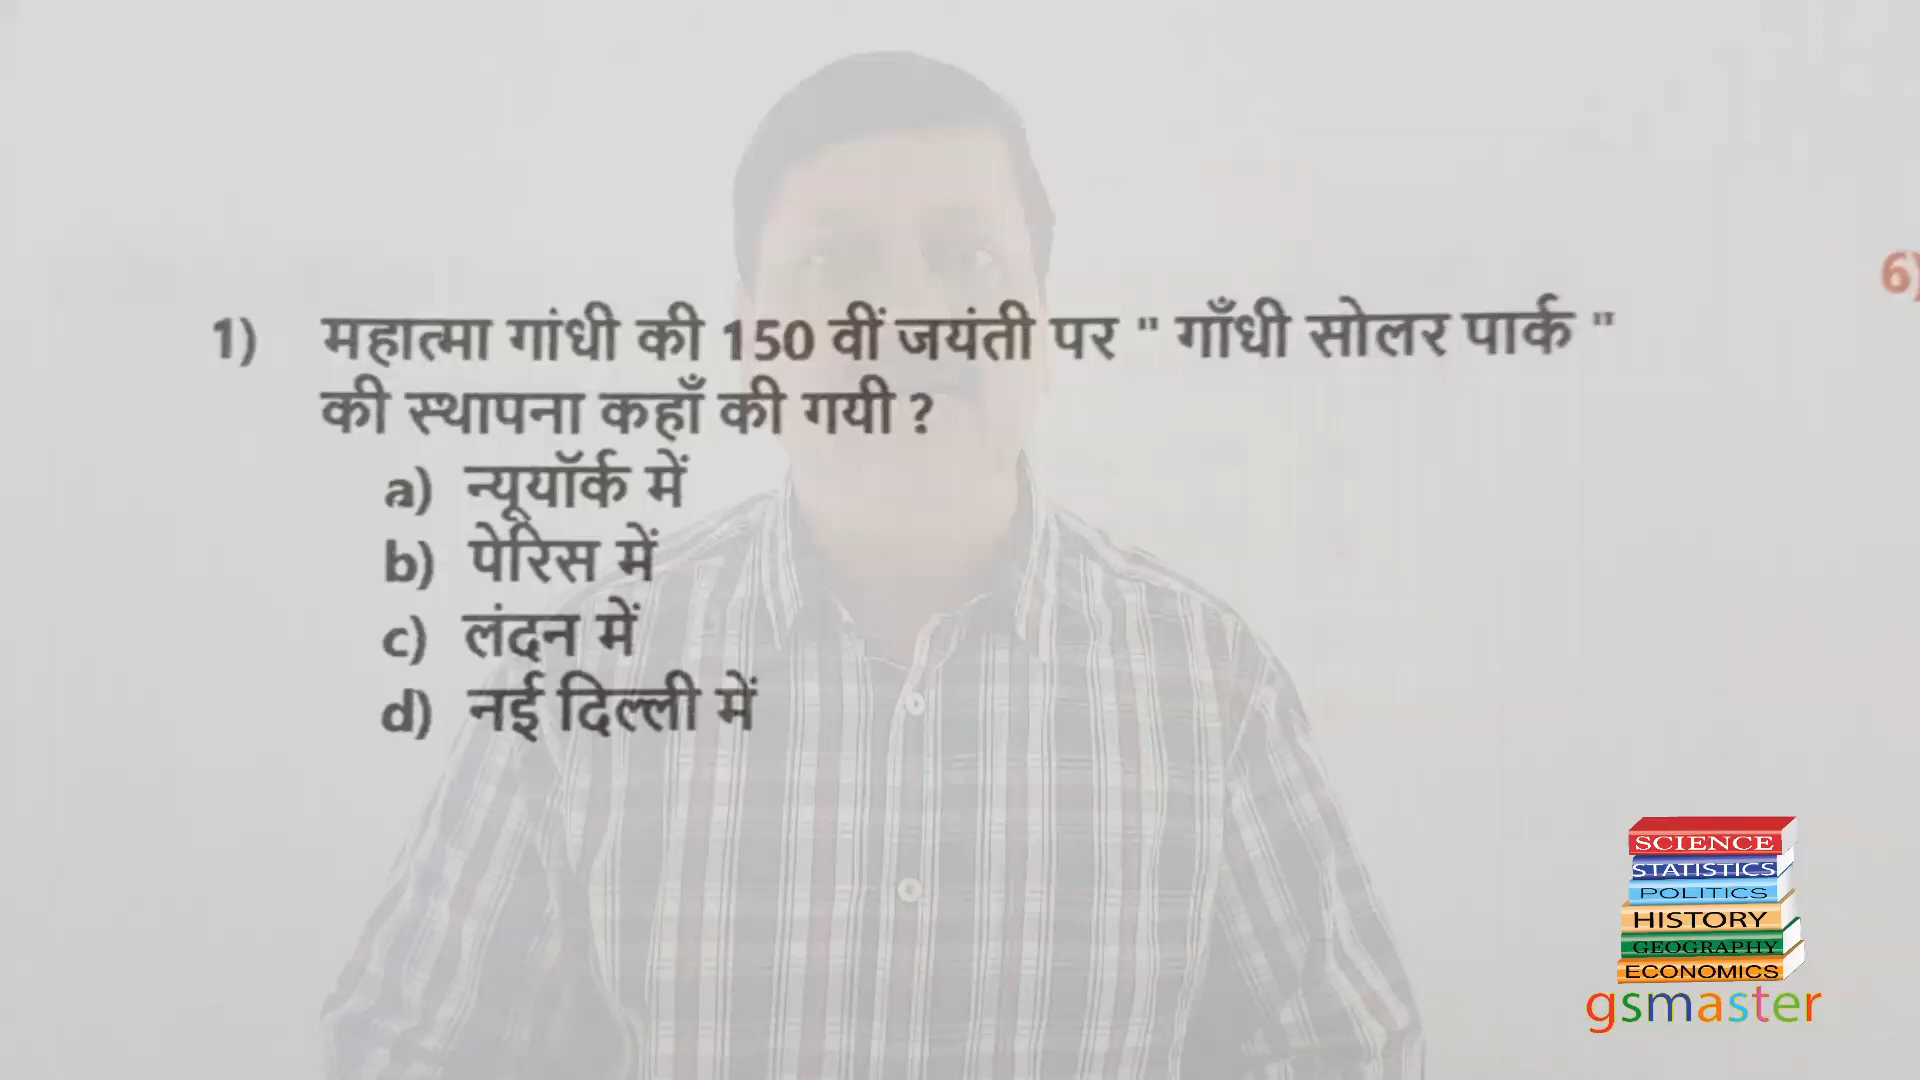 1) महात्मा गांधी की 150 वीं जयंती पर " गाँधी सोलर पार्क "
की स्थापना कहाँ की गयी ?
a) न्यूयॉर्क में
b) पेरिस में
c) लंदन में
d) नई दिल्ली में
6)
SCIENCE
STATISTICS
POLITICS
HISTORY
GEOGRAPHY
ECONOMICS
gsmaster